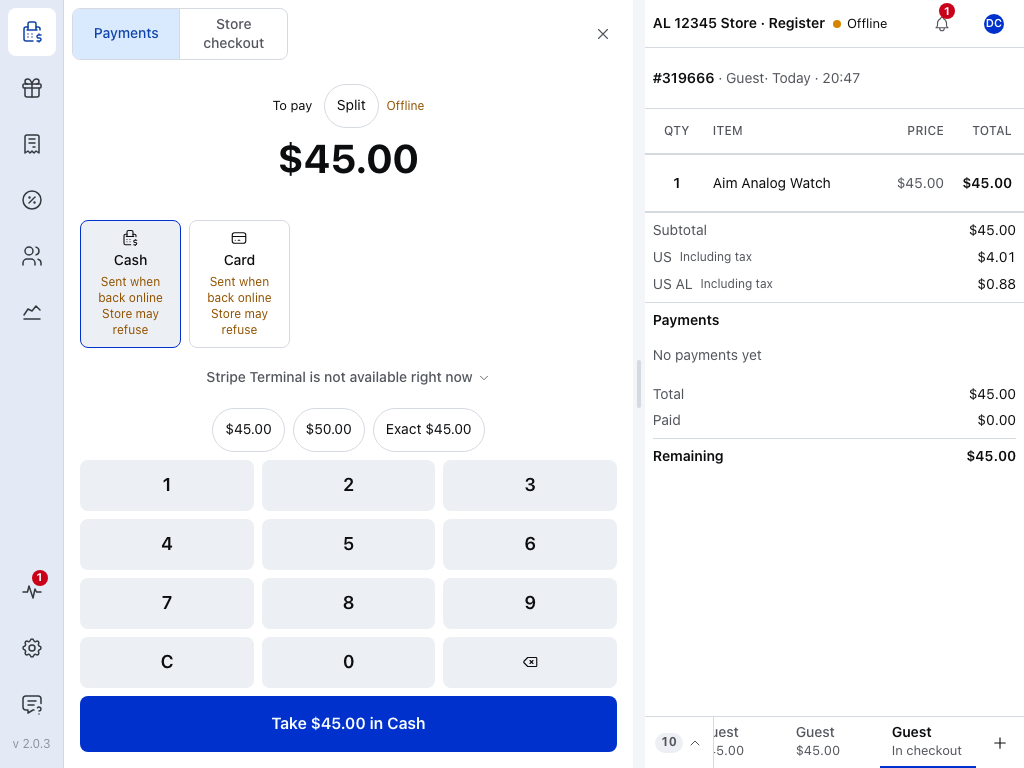 Payments
Store
checkout
To pay
Split
Offline
$45.00
Cash
Sent when
back online
Store may
refuse
Card
Sent when
back online
Store may
refuse
Stripe Terminal is not available right now
$45.00
$50.00
Exact $45.00
1
2
3
4
5
6
7
8
9
C
0
Take $45.00 in Cash
1
v 2.0.3
AL 12345 Store · Register
Offline
1
DC
#319666 · Guest· Today · 20:47
QTY ITEM PRICE TOTAL
1 Aim Analog Watch $45.00 $45.00
Subtotal $45.00
US Including tax $4.01
US AL Including tax $0.88
Payments
No payments yet
Total $45.00
Paid $0.00
Remaining $45.00
10
Guest
$45.00
Guest
In checkout